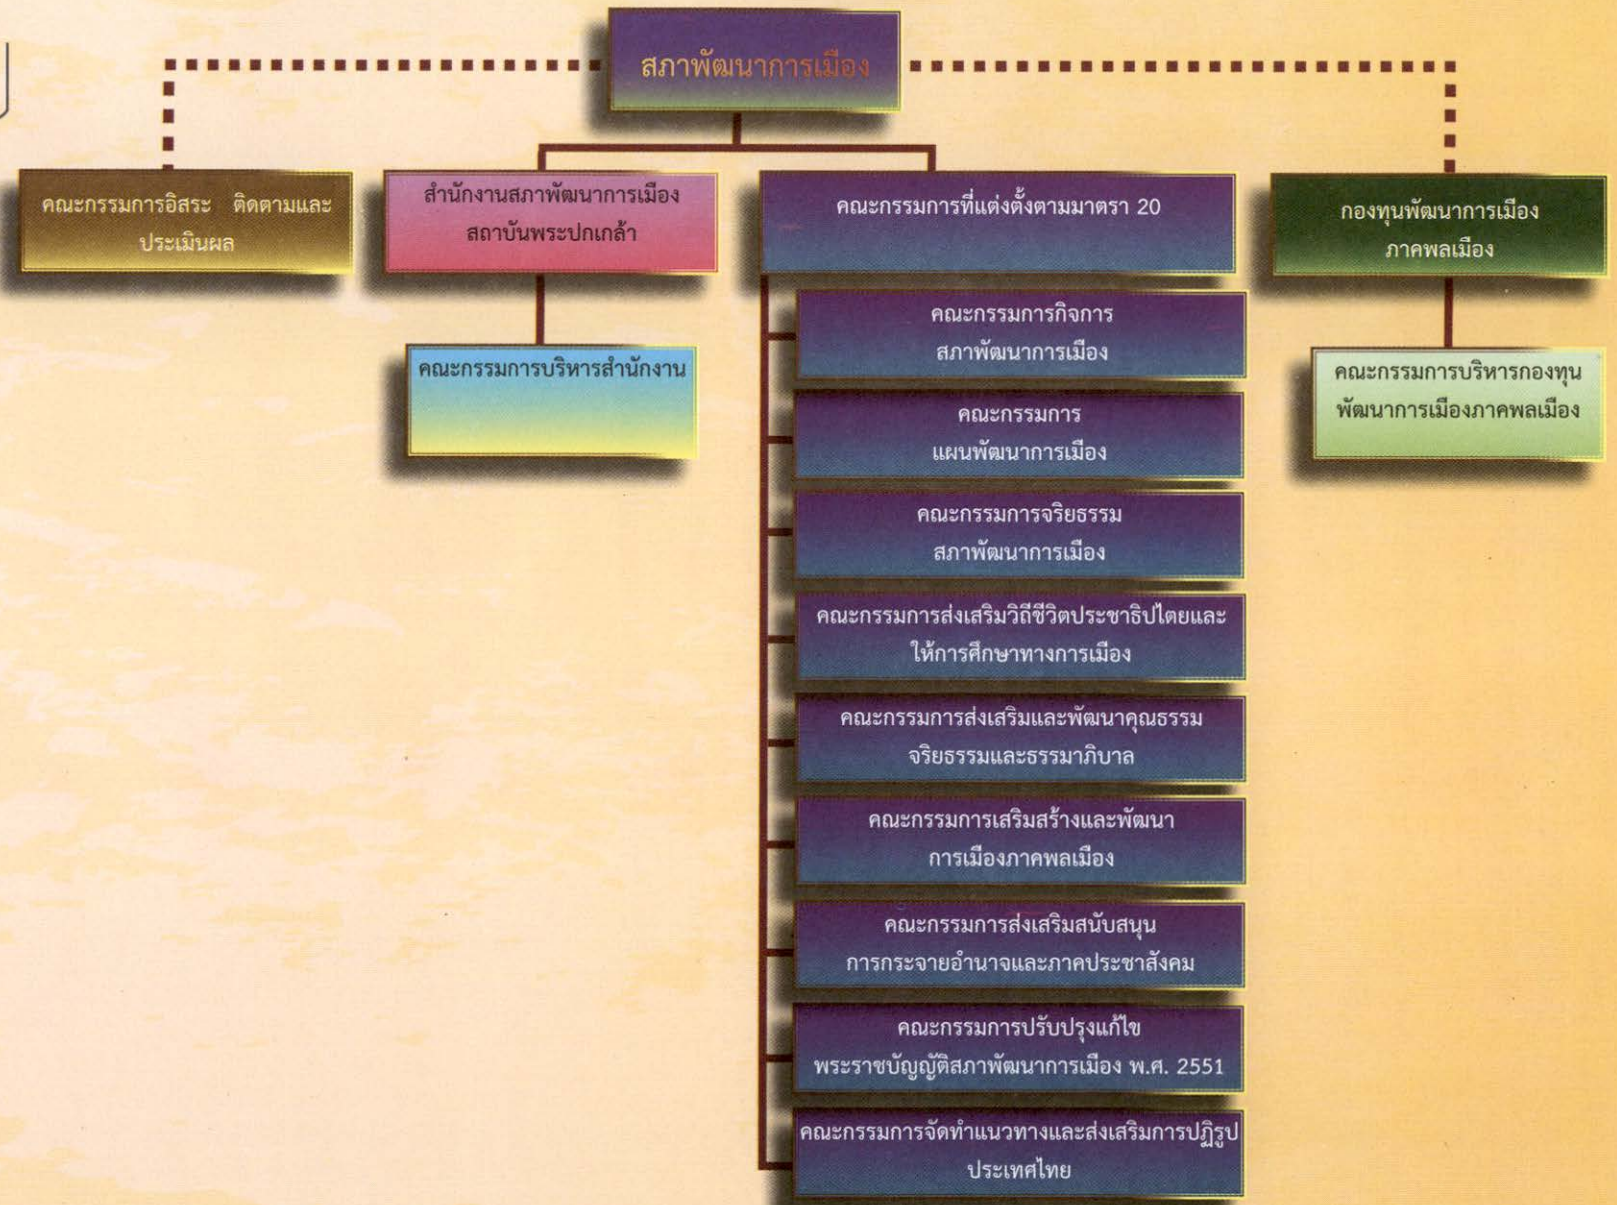 สภาพัฒนาการเมือง
คณะกรรมการอิสระ ติดตามและ
ประเมินผล
สำนักงานสภาพัฒนาการเมือง
สถาบันพระปกเกล้า
คณะกรรมการบริหารสำนักงาน
คณะกรรมการที่แต่งตั้งตามมาตรา 20
คณะกรรมการกิจการ
สภาพัฒนาการเมือง
คณะกรรมการ
แผนพัฒนาการเมือง
คณะกรรมการจริยธรรม
สภาพัฒนาการเมือง
คณะกรรมการส่งเสริมวิถีชีวิตประชาธิปไตยและ
ให้การศึกษาทางการเมือง
คณะกรรมการส่งเสริมและพัฒนาคุณธรรม
จริยธรรมและธรรมาภิบาล
คณะกรรมการเสริมสร้างและพัฒนา
การเมืองภาคพลเมือง
คณะกรรมการส่งเสริมสนับสนุน
การกระจายอำนาจและภาคประชาสังคม
คณะกรรมการปรับปรุงแก้ไข
พระราชบัญญัติสภาพัฒนาการเมือง พ.ศ. 2551
คณะกรรมการจัดทำแนวทางและส่งเสริมการปฏิรูป
ประเทศไทย
กองทุนพัฒนาการเมือง
ภาคพลเมือง
คณะกรรมการบริหารกองทุน
พัฒนาการเมืองภาคพลเมือง